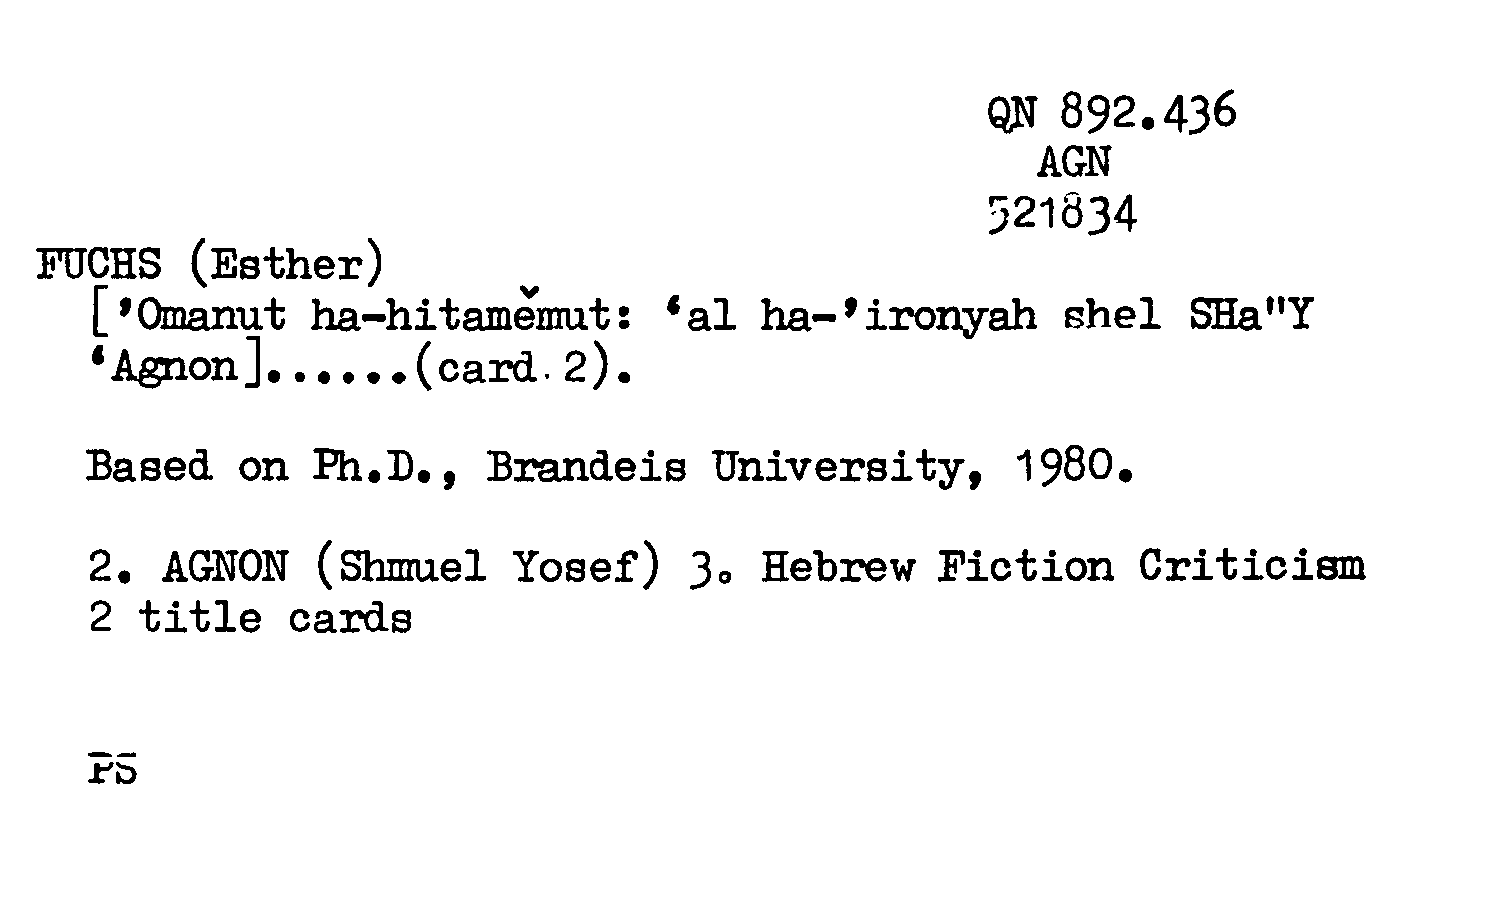 QN 892.436
AGN
521834
FUCHS (Esther)
['Omanut ha-hitamĕmut: ‘al ha-'ironyah shel SHa"Y
‘Agnon]......(card 2).
Based on Ph.D., Brandeis University, 1980.
2. AGNON (Shmuel Yosef) 3. Hebrew Fiction Criticism
2 title cards
PS